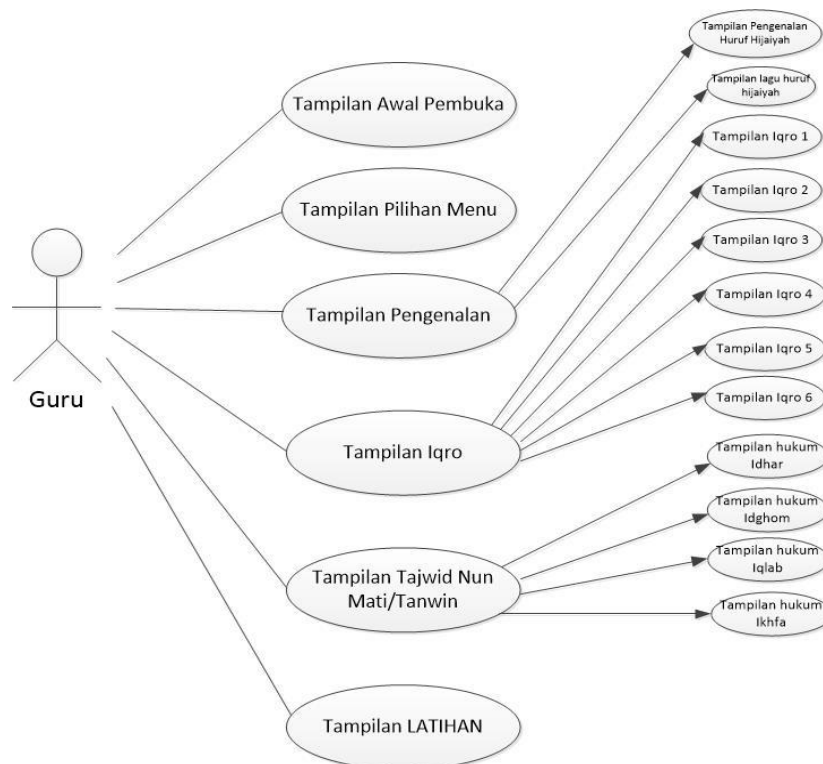 Tampilan Pengenalan
Huruf Hijaiyah
Tampilan lagu huruf
hijaiyah
Tampilan Awal Pembuka
Tampilan Iqro 1
Tampilan Iqro 2
Tampilan Pilihan Menu
Tampilan Iqro 3
Tampilan Iqro 4
Tampilan Pengenalan
Tampilan Iqro 5
Tampilan Iqro 6
Guru
Tampilan Iqro
Tampilan hukum
Idhar
Tampilan hukum
Idghom
Tampilan hukum
Iqlab
Tampilan Tajwid Nun
Mati/Tanwin
Tampilan hukum
Ikhfa
Tampilan LATIHAN